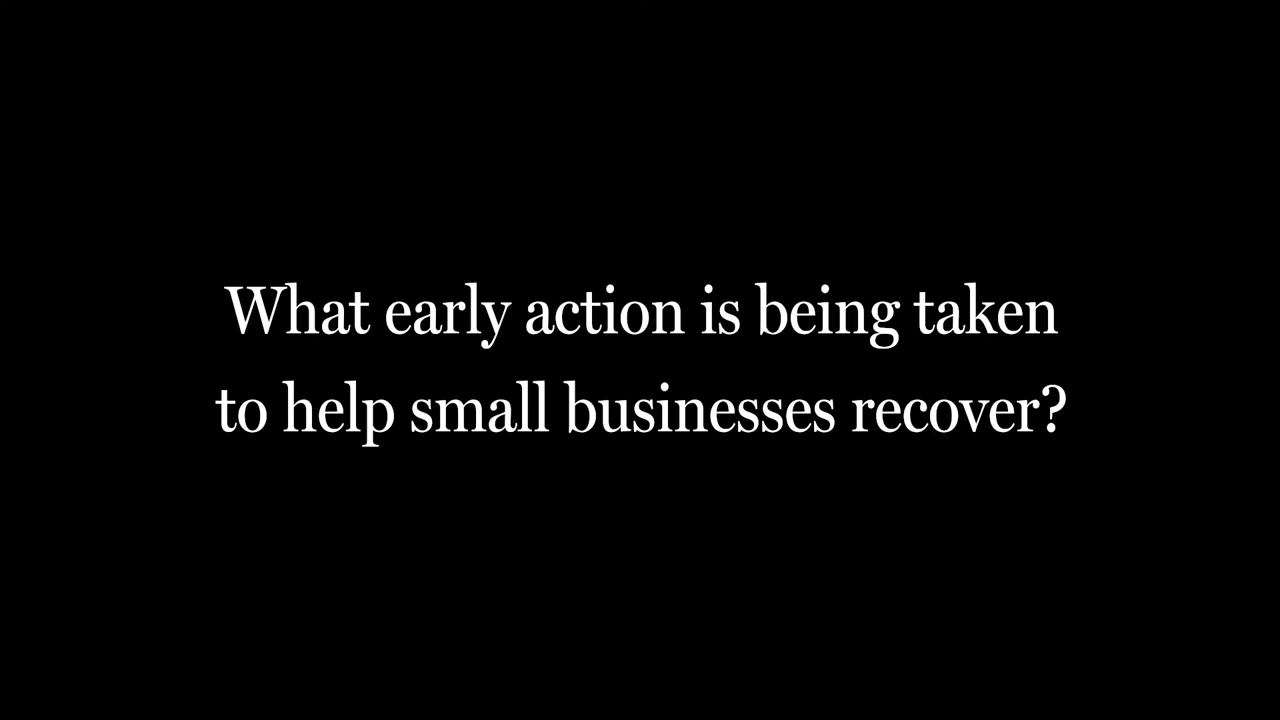 What early action is being taken
to help small businesses recover?